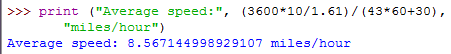 >>> print ("Average speed:", (3600*10/1.61)/(43*60+30),
"miles/hour")
Average speed: 8.567144998929107 miles/hour